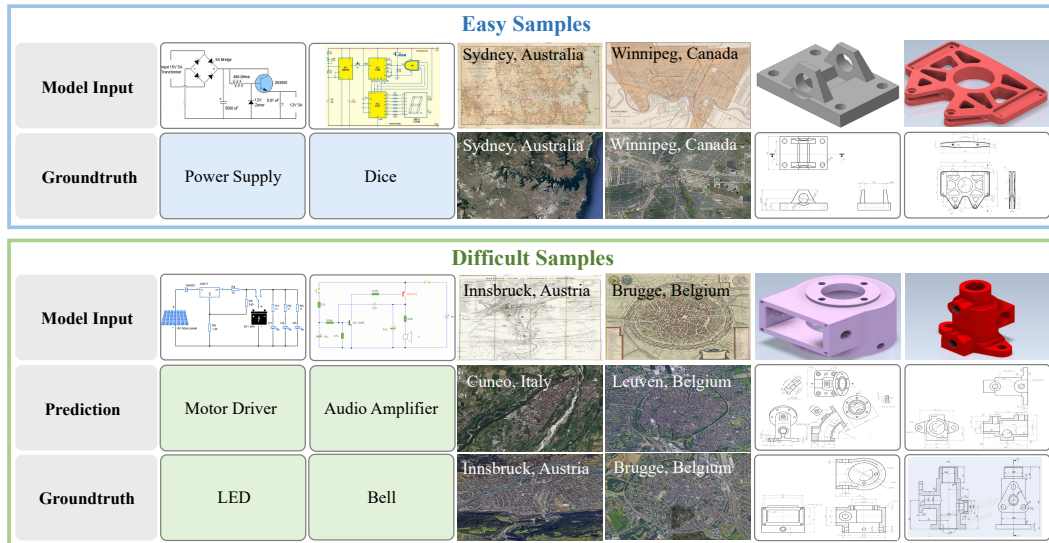 Easy Samples
Model Input
Sydney, Australia
Winnipeg, Canada
Groundtruth
Power Supply
Dice
Sydney, Australia
Winnipeg, Canada
Difficult Samples
Model Input
Innsbruck, Austria
Brugge, Belgium
Prediction
Motor Driver
Audio Amplifier
Cuneo, Italy
Leuven, Belgium
Groundtruth
LED
Bell
Innsbruck, Austria
Brugge, Belgium